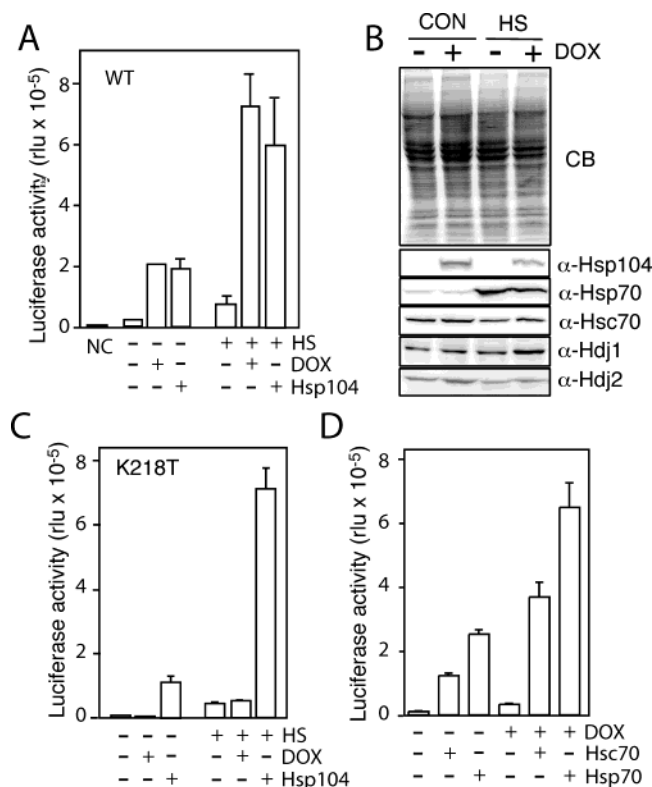 A
WT
Luciferase activity (rlu x 10-5)
8
6
4
2
0
NC
- - - + + + HS
- + - - + - DOX
- - + - - + Hsp104
B
CON HS
- + - + DOX
CB
α-Hsp104
α-Hsp70
α-Hsc70
α-Hdj1
α-Hdj2
C
K218T
Luciferase activity (rlu x 10-5)
8
6
4
2
0
- - - + + + HS
- + - - + - DOX
- - + - - + Hsp104
D
Luciferase activity (rlu x 10-5)
8
6
4
2
0
- - - + + + DOX
- + - - + - Hsc70
- - + - - + Hsp70